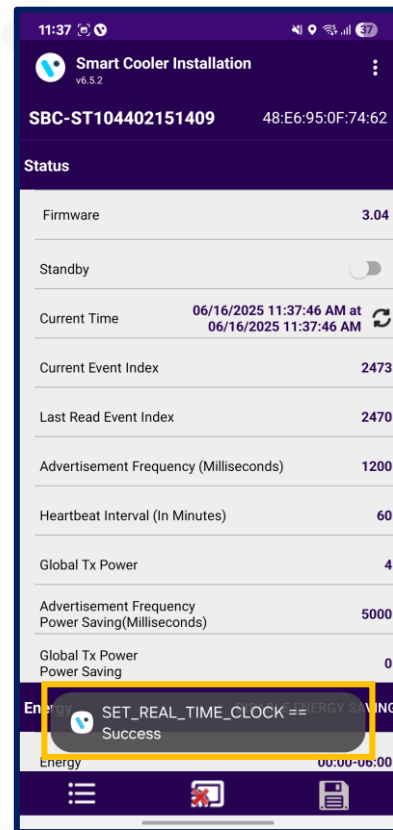 11:37
37
Smart Cooler Installation
v6.5.2
SBC-ST104402151409 48:E6:95:0F:74:62
Status
Firmware 3.04
Standby
Current Time 06/16/2025 11:37:46 AM at
06/16/2025 11:37:46 AM
Current Event Index 2473
Last Read Event Index 2470
Advertisement Frequency (Milliseconds) 1200
Heartbeat Interval (In Minutes) 60
Global Tx Power 4
Advertisement Frequency
Power Saving(Milliseconds) 5000
Global Tx Power
Power Saving 0
ENERGY SAVING
SET_REAL_TIME_CLOCK ==
Success
Energy 00:00-06:00